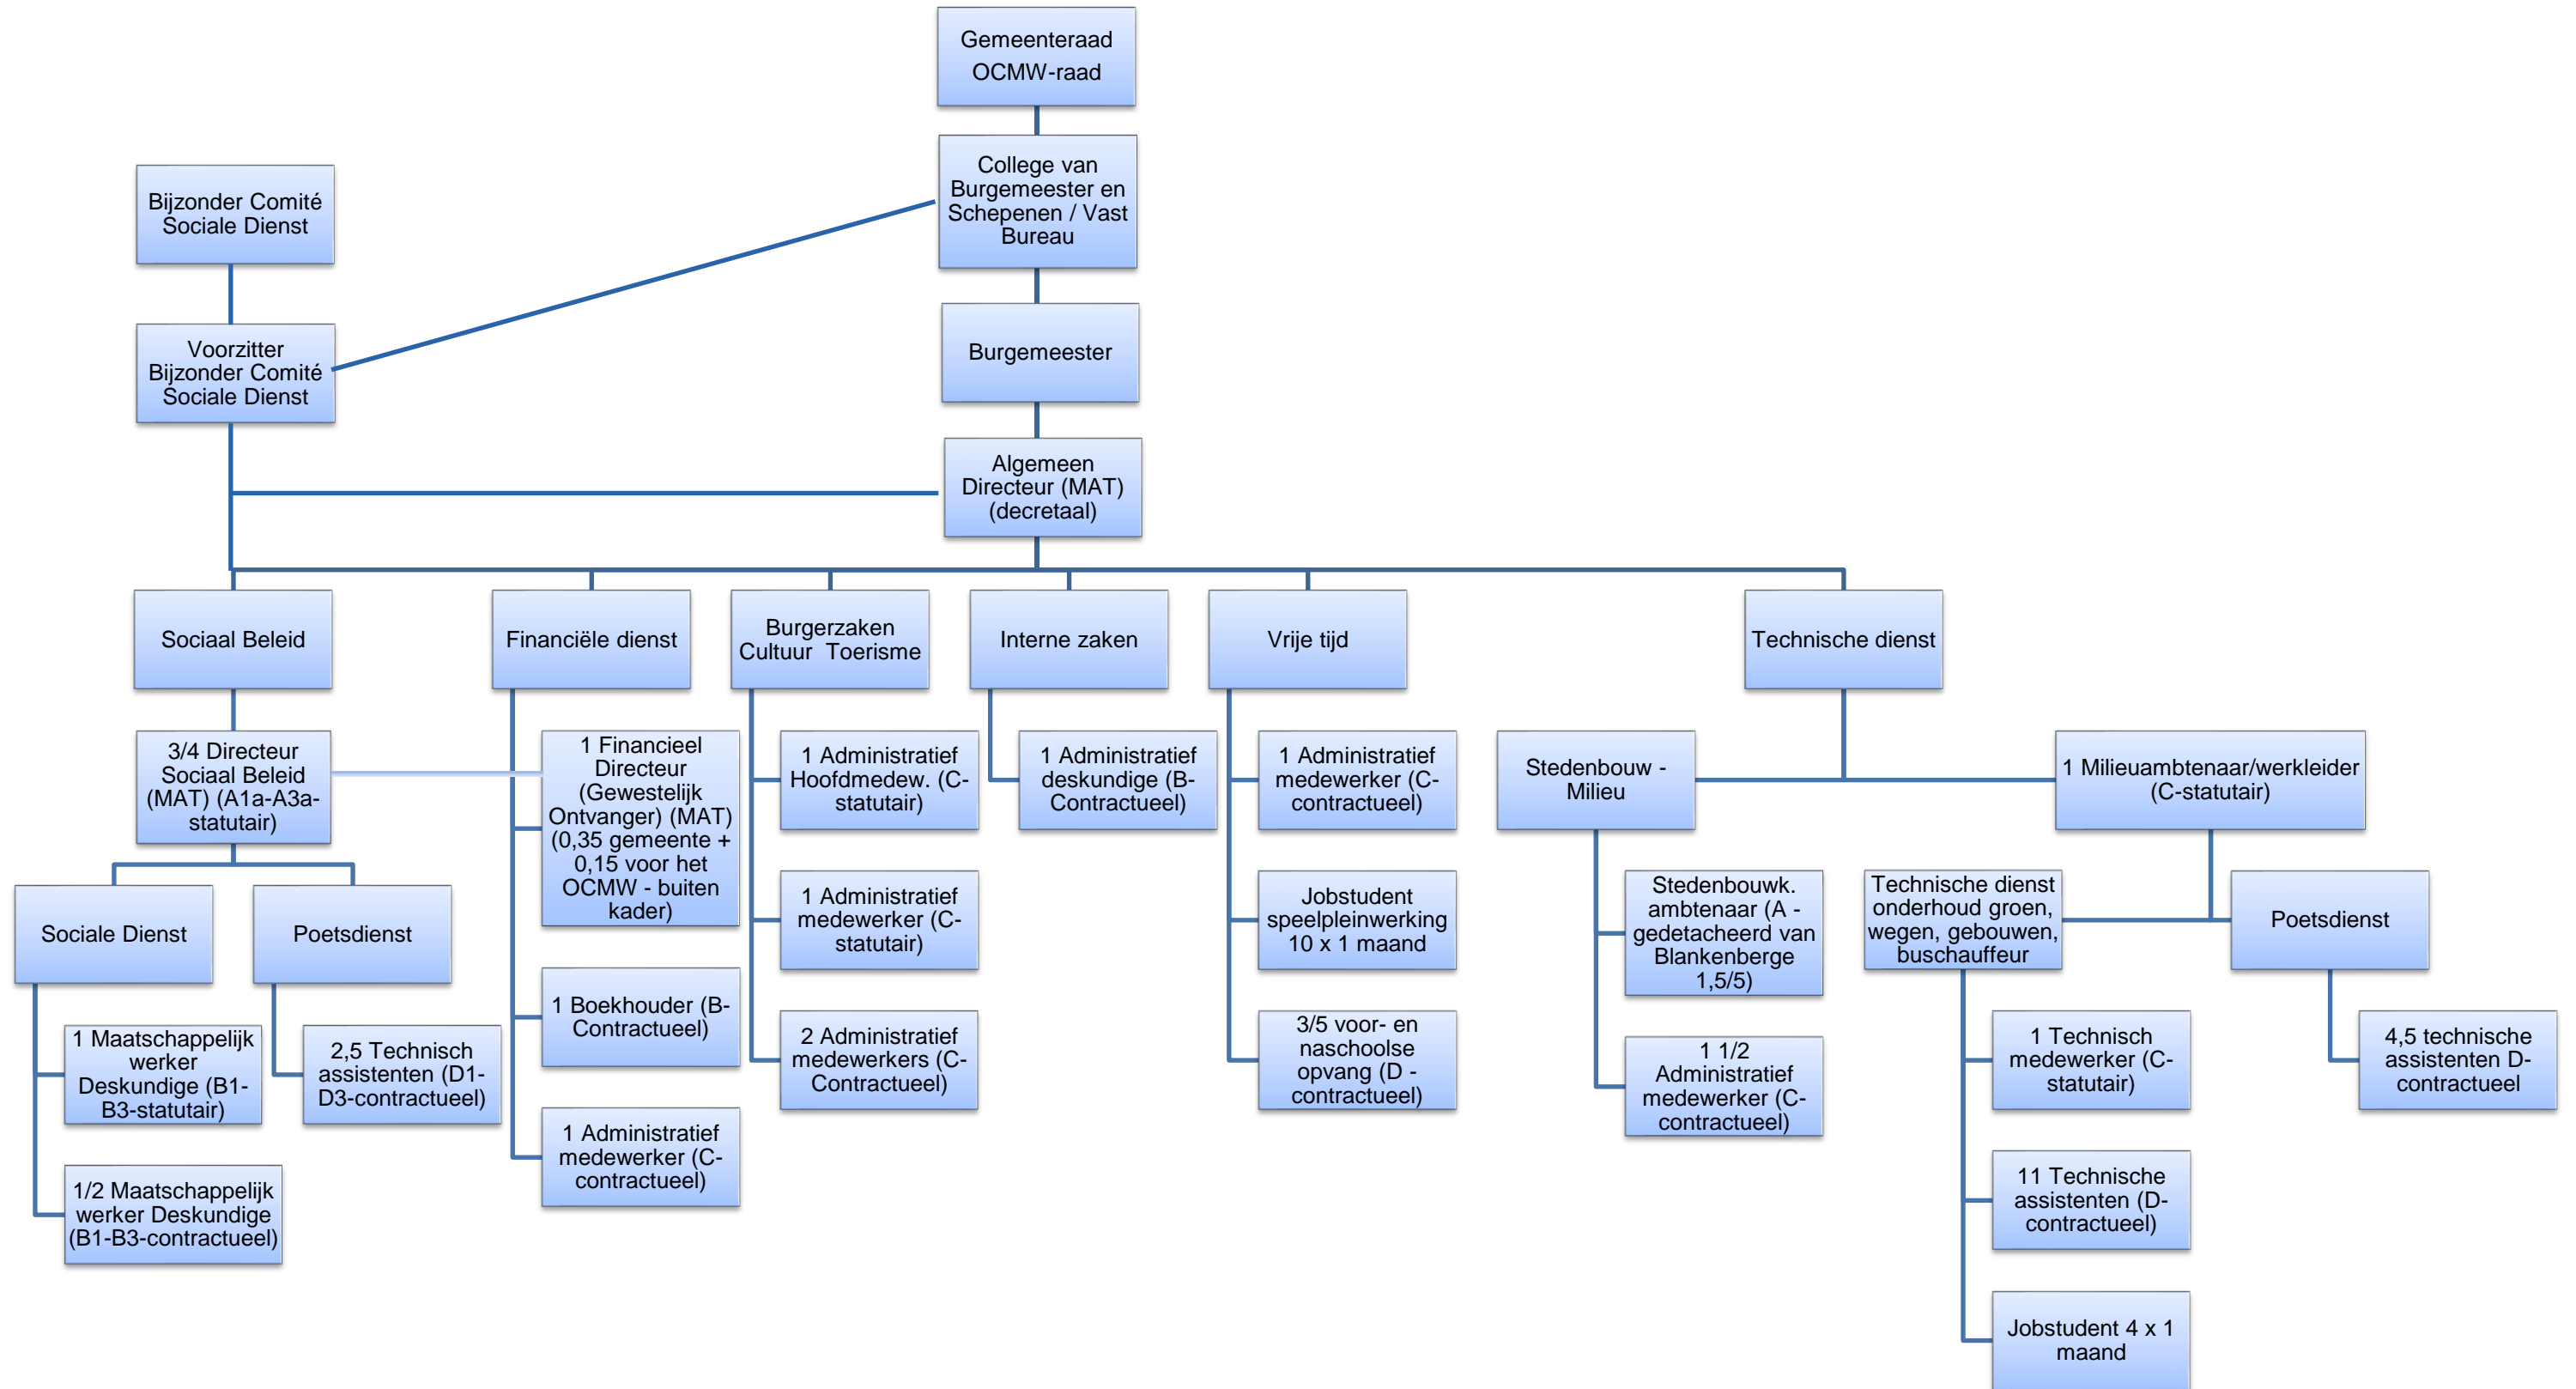 Gemeenteraad
OCMW-raad
College van
Burgemeester en
Schepenen / Vast
Bureau
Bijzonder Comité
Sociale Dienst
Voorzitter
Bijzonder Comité
Sociale Dienst
Burgemeester
Algemeen
Directeur (MAT)
(decretaal)
Sociaal Beleid
Financiële dienst
Burgerzaken
Cultuur  Toerisme
Interne zaken
Vrije tijd
Technische dienst
3/4 Directeur
Sociaal Beleid
(MAT) (A1a-A3a-
statutair)
Sociale Dienst
1 Maatschappelijk
werker
Deskundige (B1-
B3-statutair)
1/2 Maatschappelijk
werker Deskundige
(B1-B3-contractueel)
Poetsdienst
2,5 Technisch
assistenten (D1-
D3-contractueel)
1 Financieel
Directeur
(Gewestelijk
Ontvanger) (MAT)
(0,35 gemeente +
0,15 voor het
OCMW - buiten
kader)
1 Boekhouder (B-
Contractueel)
1 Administratief
medewerker (C-
contractueel)
1 Administratief
Hoofdmedew. (C-
statutair)
1 Administratief
medewerker (C-
statutair)
2 Administratief
medewerkers (C-
Contractueel)
1 Administratief
deskundige (B-
Contractueel)
1 Administratief
medewerker (C-
contractueel)
Jobstudent
speelpleinwerking
10 x 1 maand
3/5 voor- en
naschoolse
opvang (D -
contractueel)
Stedenbouw -
Milieu
Stedenbouwk.
ambtenaar (A -
gedetacheerd van
Blankenberge
1,5/5)
1 1/2
Administratief
medewerker (C-
contractueel)
1 Milieuambtenaar/werkleider
(C-statutair)
Technische dienst
onderhoud groen,
wegen, gebouwen,
buschauffeur
1 Technisch
medewerker (C-
statutair)
11 Technische
assistenten (D-
contractueel)
Jobstudent 4 x 1
maand
Poetsdienst
4,5 technische
assistenten D-
contractueel